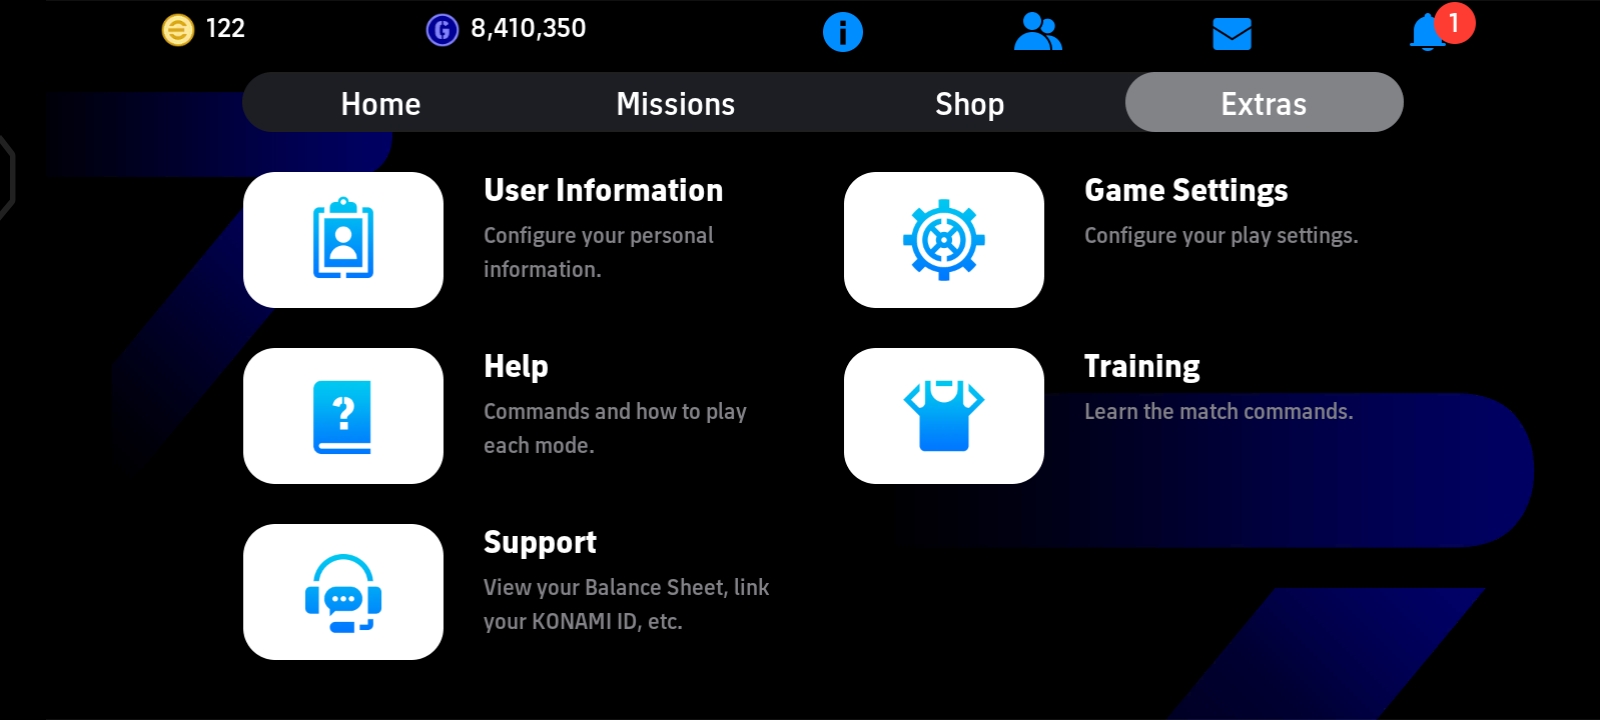 122
8,410,350
1
Home
Missions
Shop
Extras
User Information
Configure your personal
information.
Game Settings
Configure your play settings.
Help
Commands and how to play
each mode.
Training
Learn the match commands.
Support
View your Balance Sheet, link
your KONAMI ID, etc.